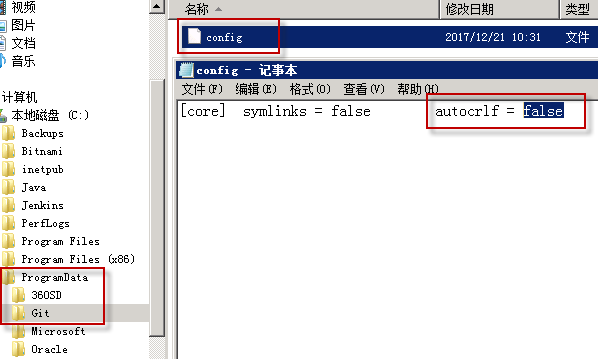 视频
图片
文档
音乐
计算机
本地磁盘 (C:)
Backups
Bitnami
inetpub
Java
Jenkins
PerfLogs
Program Files
Program Files (x86)
ProgramData
360SD
Git
Microsoft
Oracle
名称 修改日期 类型
config 2017/12/21 10:31 文件
config - 记事本
文件(F) 编辑(E) 格式(O) 查看(V) 帮助(H)
[core] symlinks = false autocrlf = false